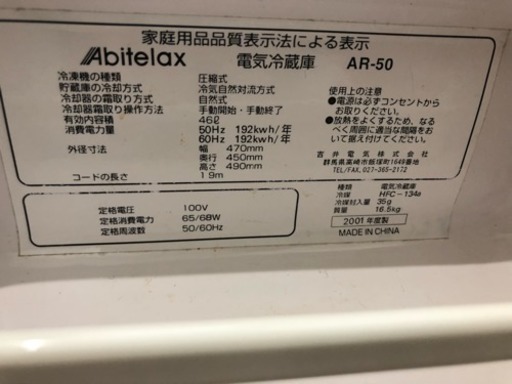 家庭用品品質表示法による表示
Abitelax 電気冷蔵庫 AR-50
冷凍機の種類 圧縮式
貯蔵庫の冷却方式 冷気自然対流方式
冷却器の霜取り方式 自然式
冷却器霜取り操作方法 手動開始・手動終了
有効内容積 46ℓ
消費電力量 50Hz 192kwh/年
60Hz 192kwh/年
外径寸法 幅 470mm
奥行 450mm
高さ 490mm
コードの長さ 1.9m
使用上の注意
●電源は必ずコンセントから
お取りください。
●放熱をよくするため、なる
べく周囲に適当な間隔をお
いて据え付けてください。
吉井電気株式会社
群馬県高崎市飯塚町1649番地
TEL/FAX.027-365-2172
定格電圧 100V
定格消費電力 65/68W
定格周波数 50/60Hz
種類 電気冷蔵庫
冷媒 HFC-134a
冷媒封入量 35g
質量 16.5kg
2001年度製
MADE IN CHINA